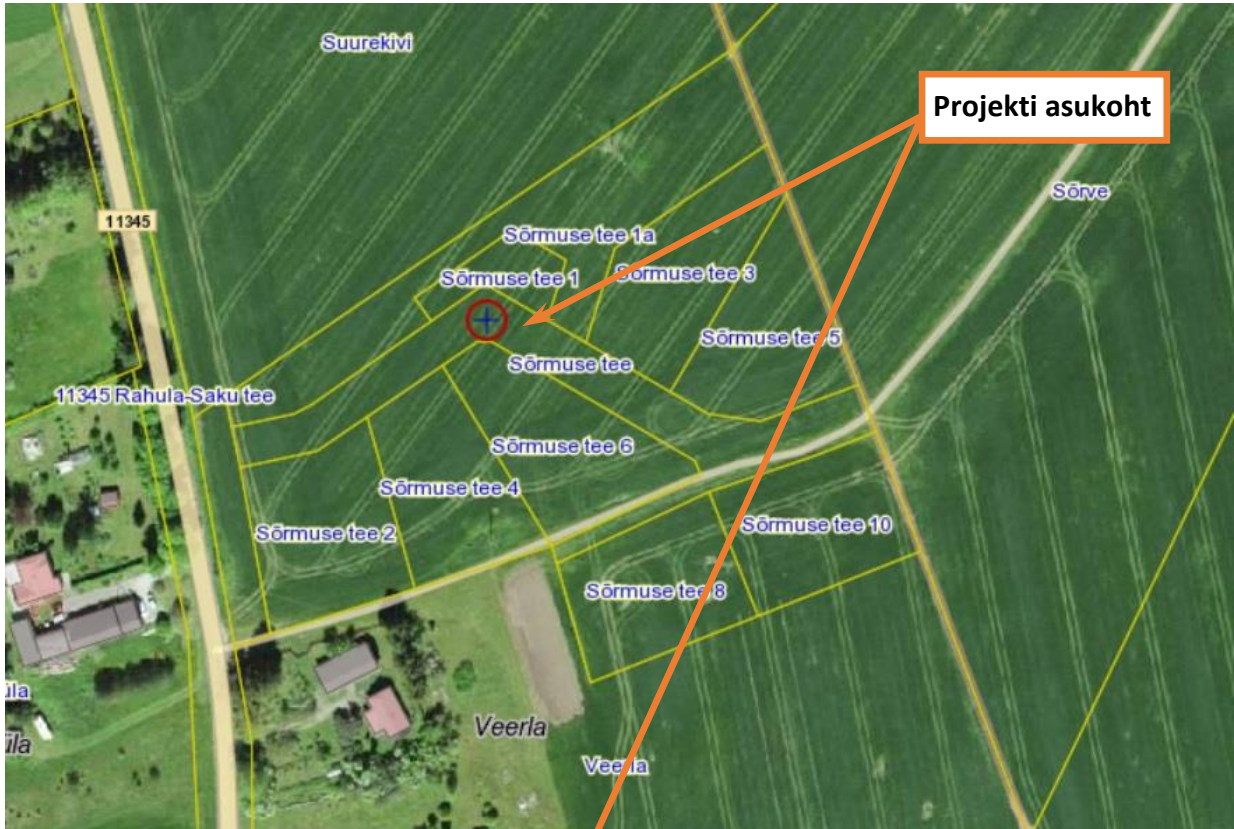 Suurekivi
Projekti asukoht
Sõrve
11345
Sõrmuse tee 1a
Sõrmuse tee 1
Sõrmuse tee 3
Sõrmuse tee 5
Sõrmuse tee
11345 Rahula-Saku tee
Sõrmuse tee 6
Sõrmuse tee 4
Sõrmuse tee 2
Sõrmuse tee 10
Sõrmuse tee 8
üla
Veerla
üla
Veerla